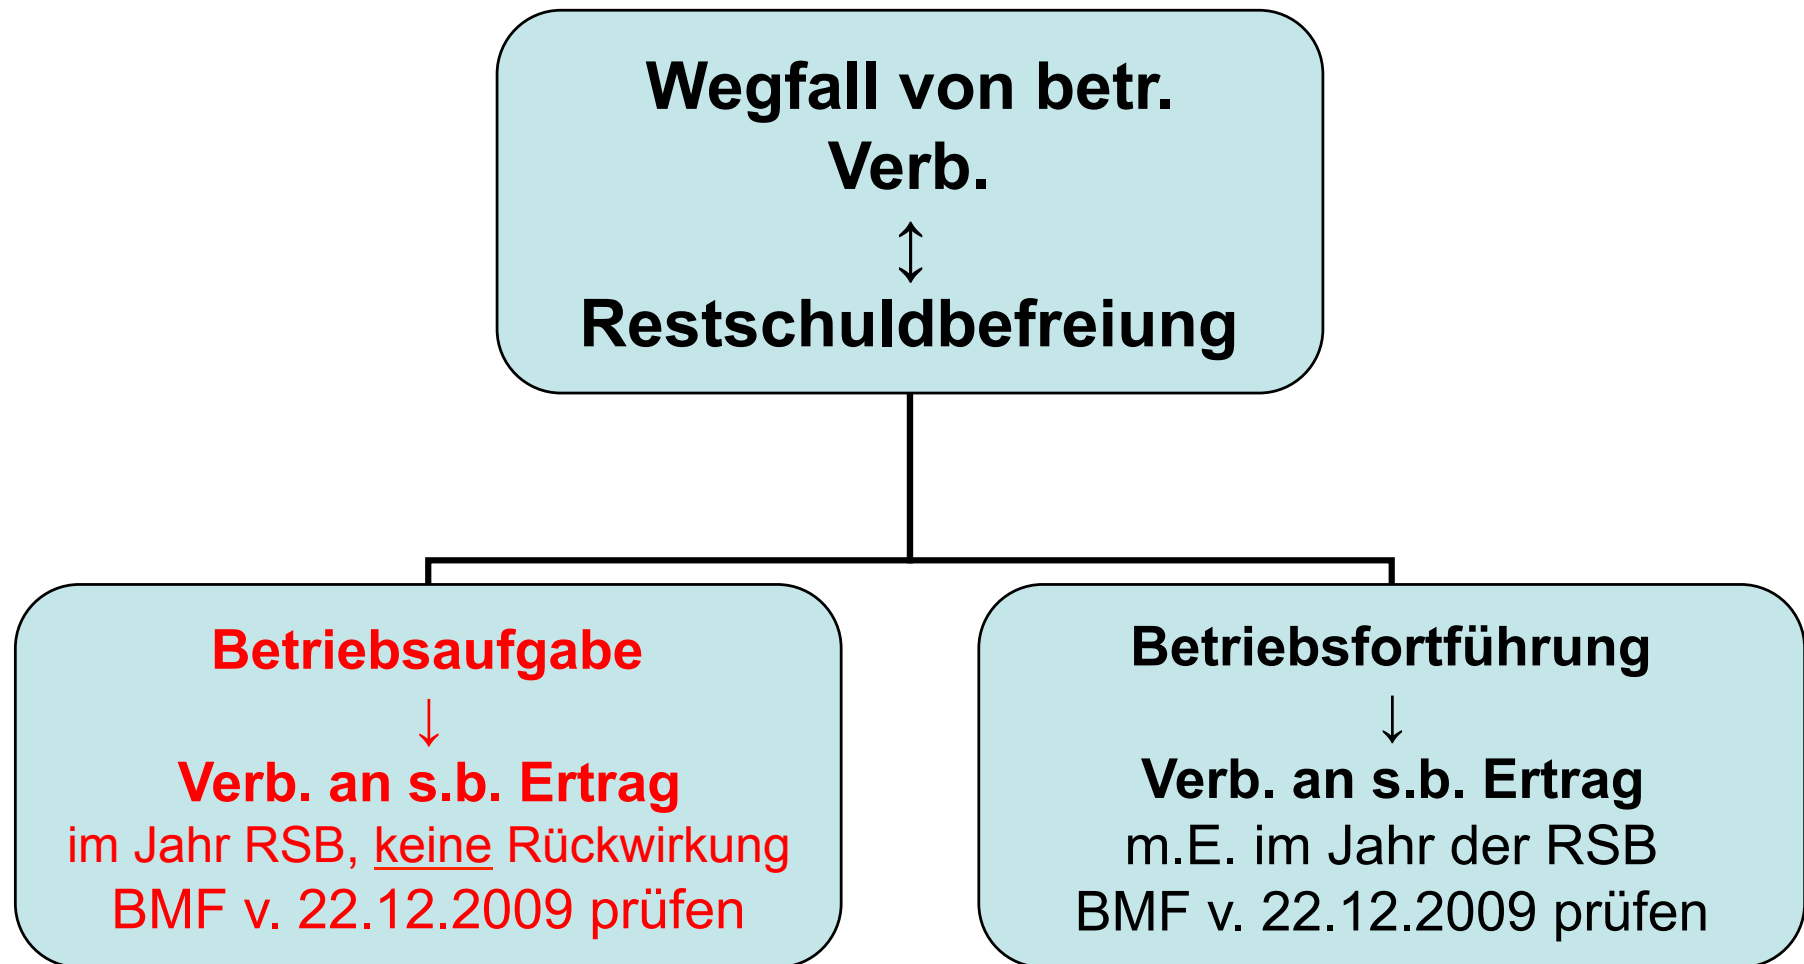 Wegfall von betr.
Verb.
↕
Restschuldbefreiung
Betriebsaufgabe
↓
Verb. an s.b. Ertrag
im Jahr RSB, keine Rückwirkung
BMF v. 22.12.2009 prüfen
Betriebsfortführung
↓
Verb. an s.b. Ertrag
m.E. im Jahr der RSB
BMF v. 22.12.2009 prüfen